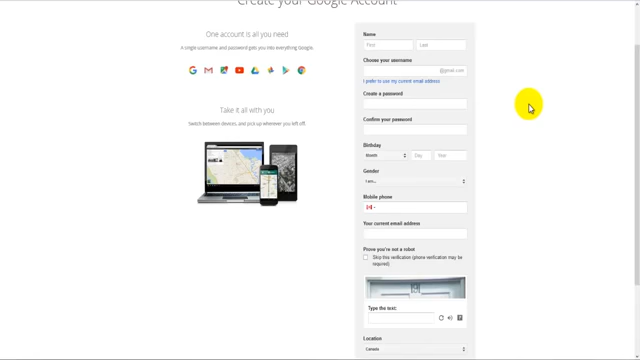 Create your Google Account
One account is all you need
A single username and password gets you into everything Google.
Take it all with you
Switch between devices, and pick up wherever you left off.
Name
First
Last
Choose your username
@gmail.com
I prefer to use my current email address
Create a password
Confirm your password
Birthday
Month
Day
Year
Gender
I am...
Mobile phone
Your current email address
Prove you're not a robot
Skip this verification (phone verification may be
required)
Type the text:
Location
Canada